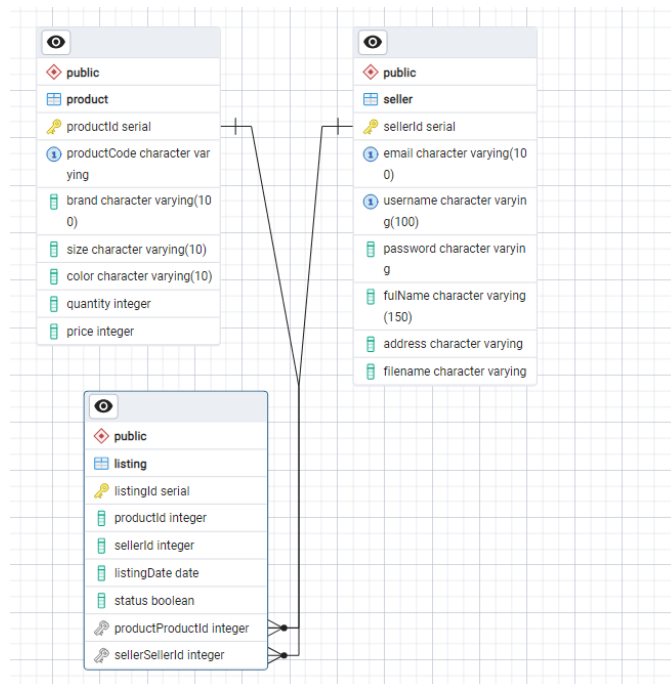 public
product
productId serial
productCode character var
ying
brand character varying(10
0)
size character varying(10)
color character varying(10)
quantity integer
price integer
public
seller
sellerId serial
email character varying(10
0)
username character varyin
g(100)
password character varyin
g
fulName character varying
(150)
address character varying
filename character varying
public
listing
listingId serial
productId integer
sellerId integer
listingDate date
status boolean
productProductId integer
sellerSellerId integer